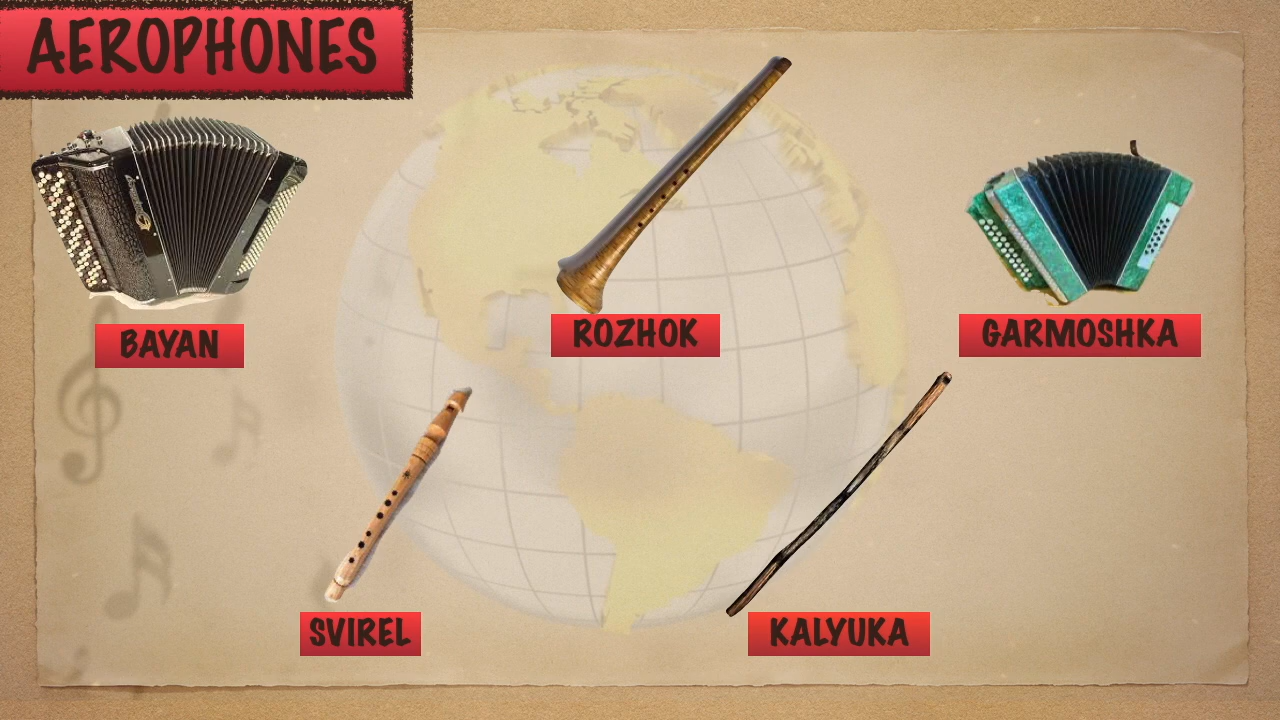 AEROPHONES
BAYAN
ROZHOK
GARMOSHKA
SVIREL
KALYUKA